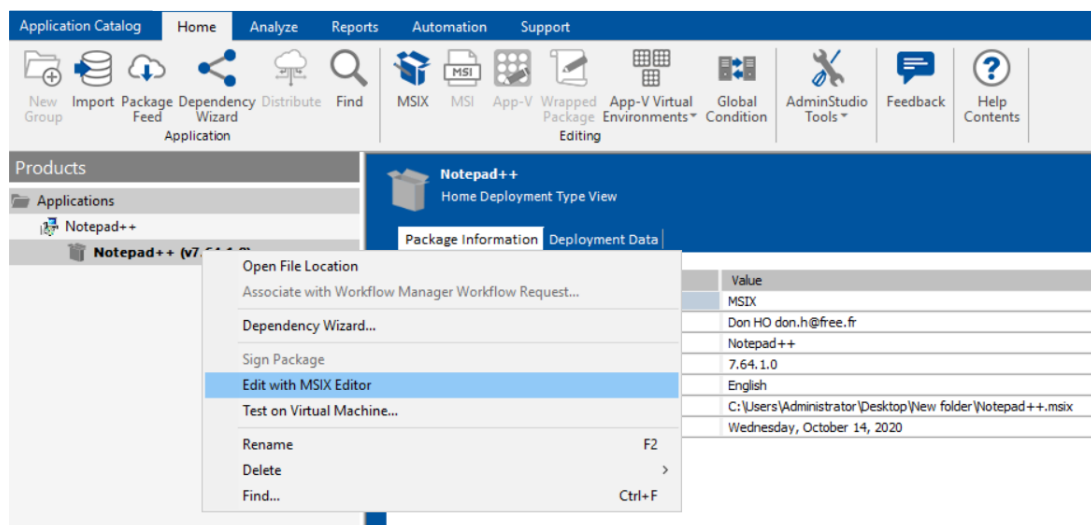 Application Catalog Home Analyze Reports Automation Support
New Group Import Package Feed Dependency Wizard Distribute Find MSIX MSI App-V Wrapped Package App-V Virtual Environments Global Condition AdminStudio Tools Feedback Help Contents
MSI
Application Editing
Products
Notepad++
Home Deployment Type View
Applications
Notepad++
Package Information Deployment Data
Notepad++ (v7.64.1.0)
Open File Location
Value
Associate with Workflow Manager Workflow Request...
MSIX
Don HO don.h@free.fr
Dependency Wizard...
Notepad++
Sign Package
7.64.1.0
Edit with MSIX Editor
English
Test on Virtual Machine...
C:\Users\Administrator\Desktop\New folder\Notepad++.msix
Wednesday, October 14, 2020
Rename F2
Delete >
Find... Ctrl+F